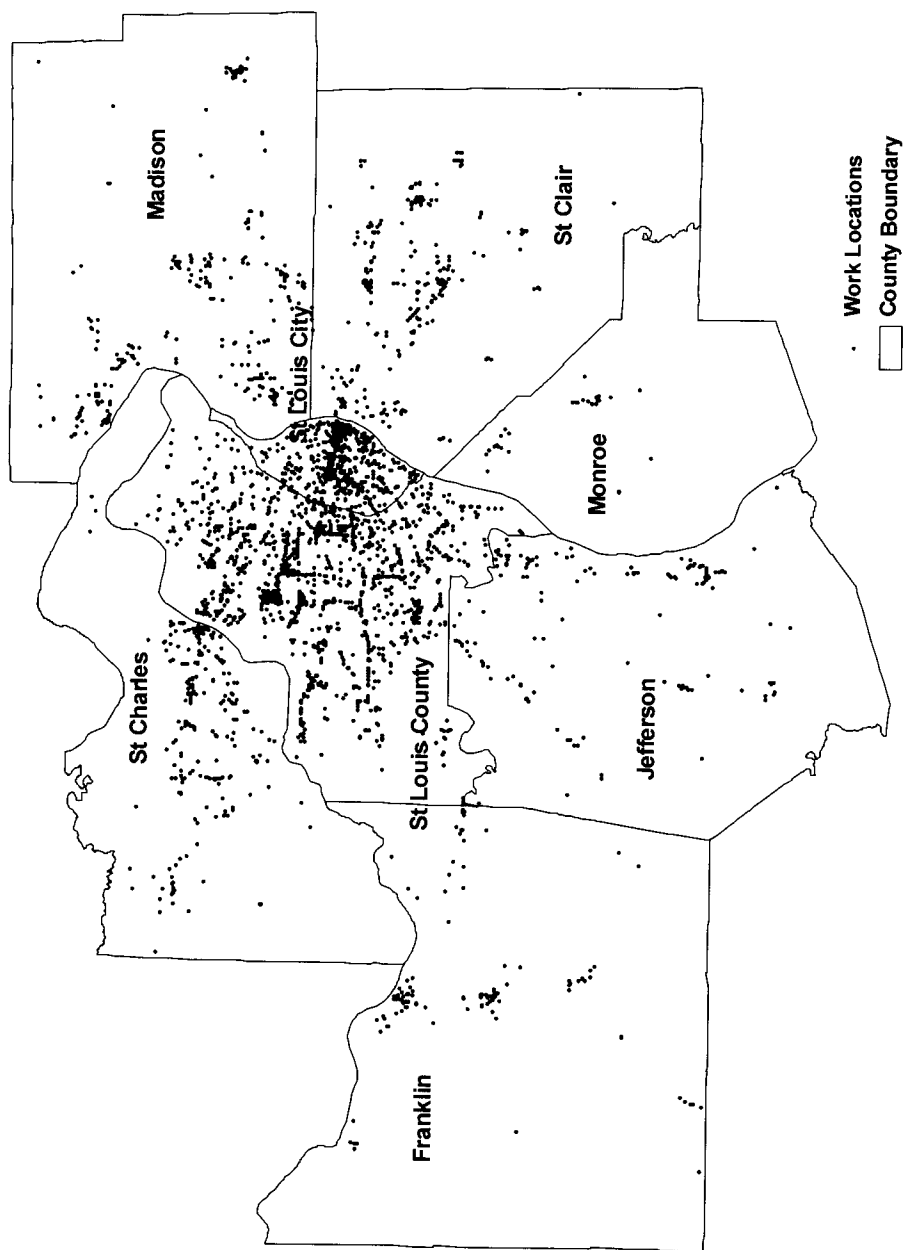 Madison
St Louis City
St Clair
St Charles
St Louis County
Monroe
Jefferson
Franklin
Work Locations
County Boundary